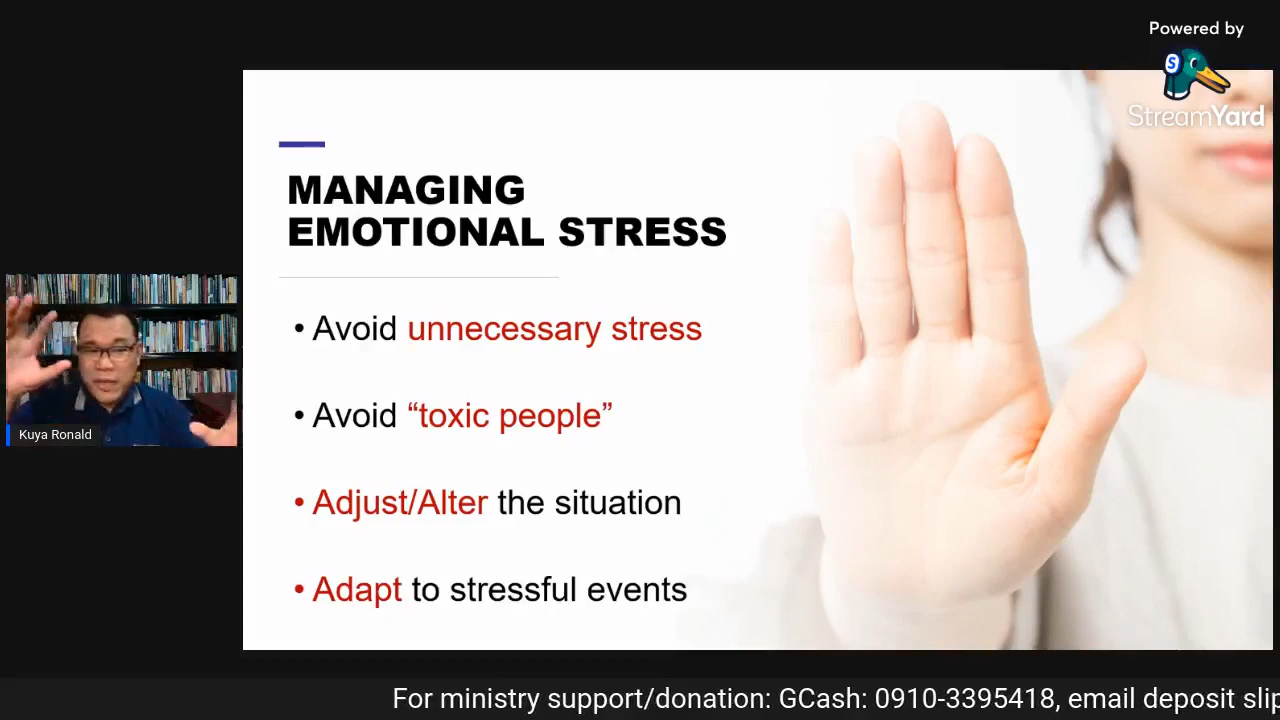 Powered by
StreamYard
MANAGING
EMOTIONAL STRESS
• Avoid unnecessary stress
• Avoid “toxic people”
• Adjust/Alter the situation
• Adapt to stressful events
Kuya Ronald
For ministry support/donation: GCash: 0910-3395418, email deposit slip